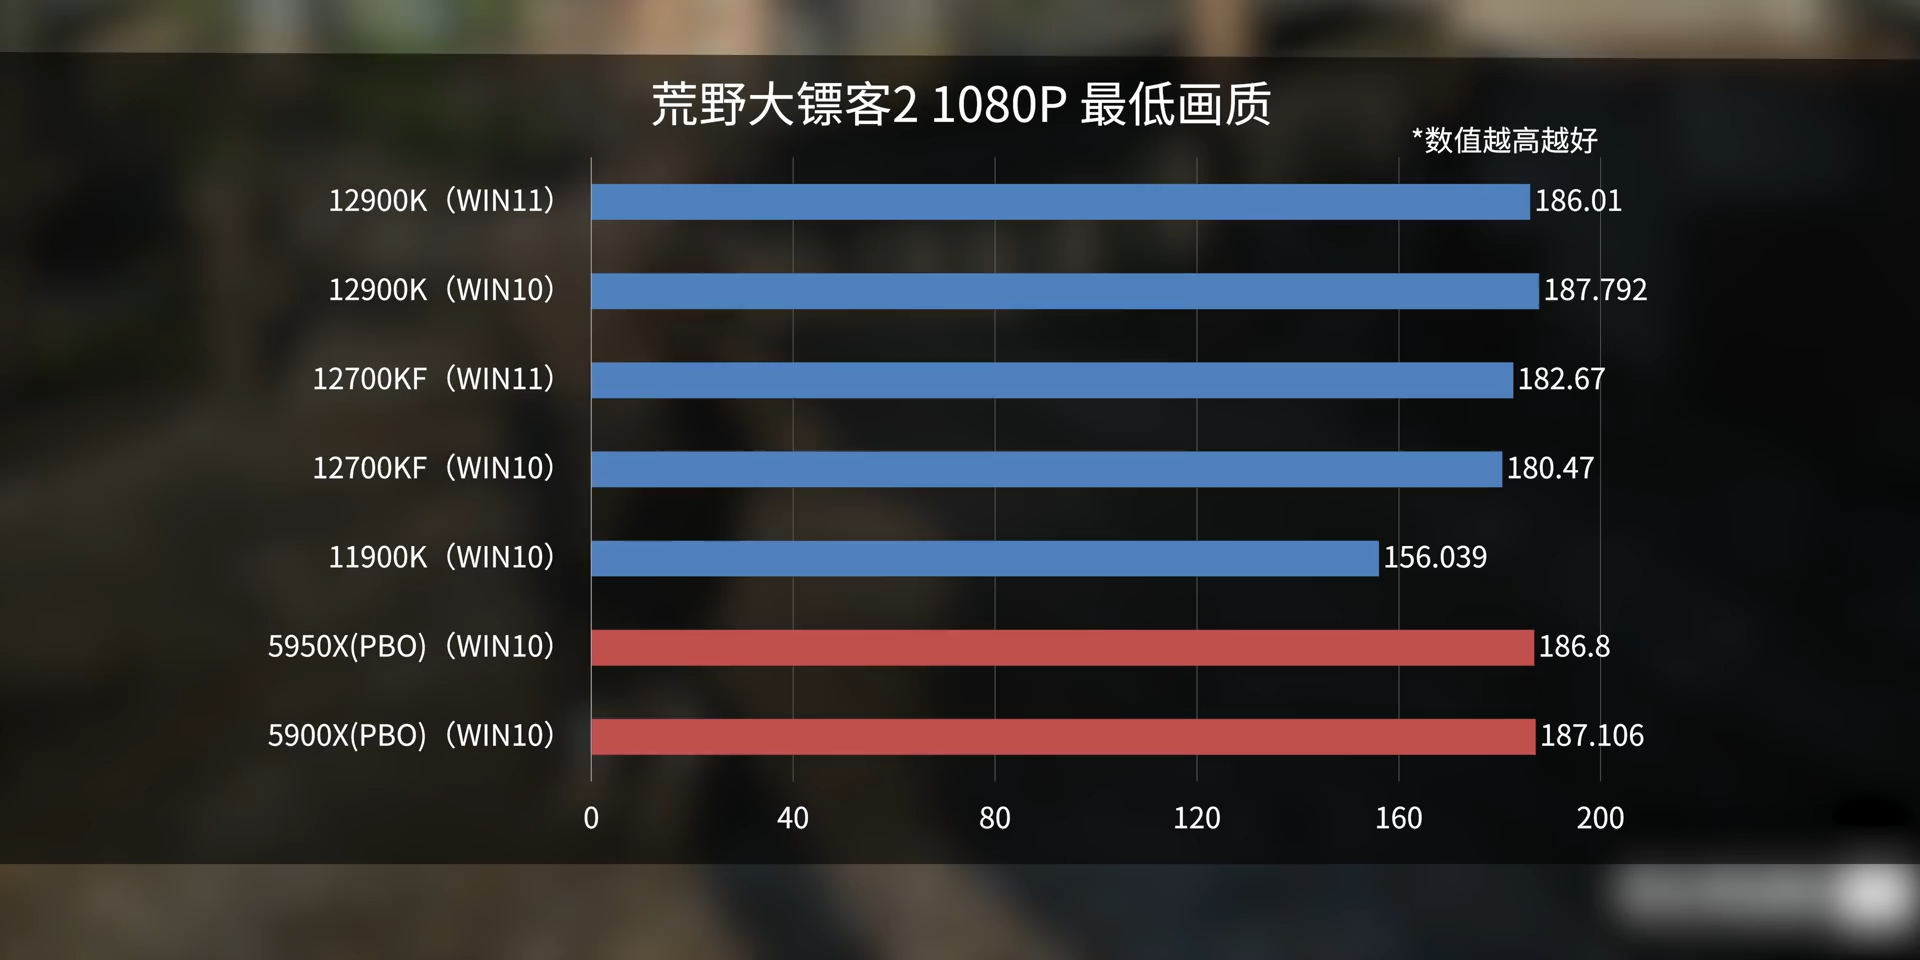 荒野大镖客2 1080P 最低画质
*数值越高越好
12900K（WIN11） 186.01
12900K（WIN10） 187.792
12700KF（WIN11） 182.67
12700KF（WIN10） 180.47
11900K（WIN10） 156.039
5950X(PBO)（WIN10） 186.8
5900X(PBO)（WIN10） 187.106
0 40 80 120 160 200